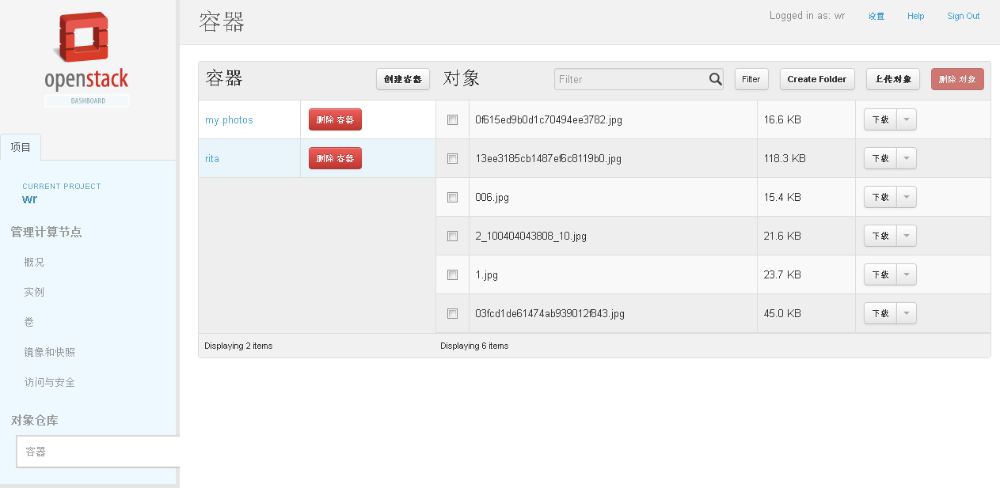 openstack
DASHBOARD
项目
CURRENT PROJECT
wr
管理计算节点
概况
实例
卷
镜像和快照
访问与安全
对象仓库
容器
容器
Logged in as: wr 设置 Help Sign Out
容器 创建容器
my photos 删除 容器
rita 删除 容器
Displaying 2 items
对象 Filter Filter Create Folder 上传对象 删除 对象
0f615ed9b0d1c70494ee3782.jpg 16.6 KB 下载
13ee3185cb1487ef6c8119b0.jpg 118.3 KB 下载
006.jpg 15.4 KB 下载
2_100404043808_10.jpg 21.6 KB 下载
1.jpg 23.7 KB 下载
03fcd1de61474ab939012f843.jpg 45.0 KB 下载
Displaying 6 items